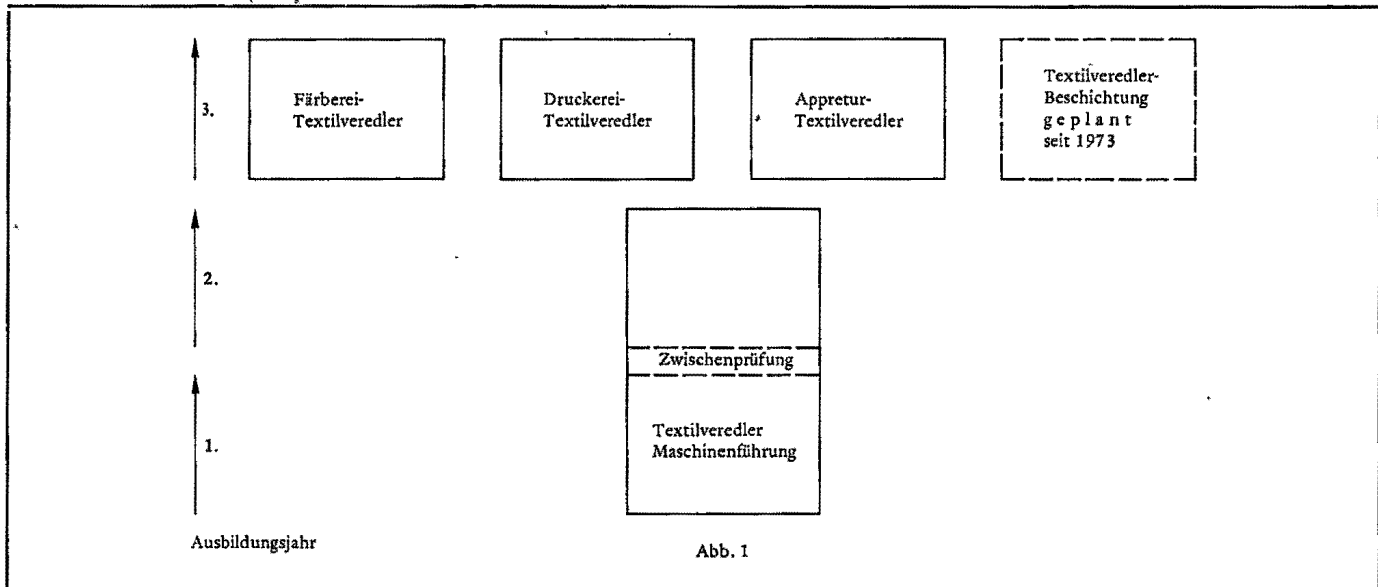 3.
Färberei-
Textilveredler
Druckerei-
Textilveredler
Appretur-
Textilveredler
Textilveredler-
Beschichtung
g e p l a n t
seit 1973
2.
Zwischenprüfung
1.
Textilveredler
Maschinenführung
Ausbildungsjahr
Abb. 1